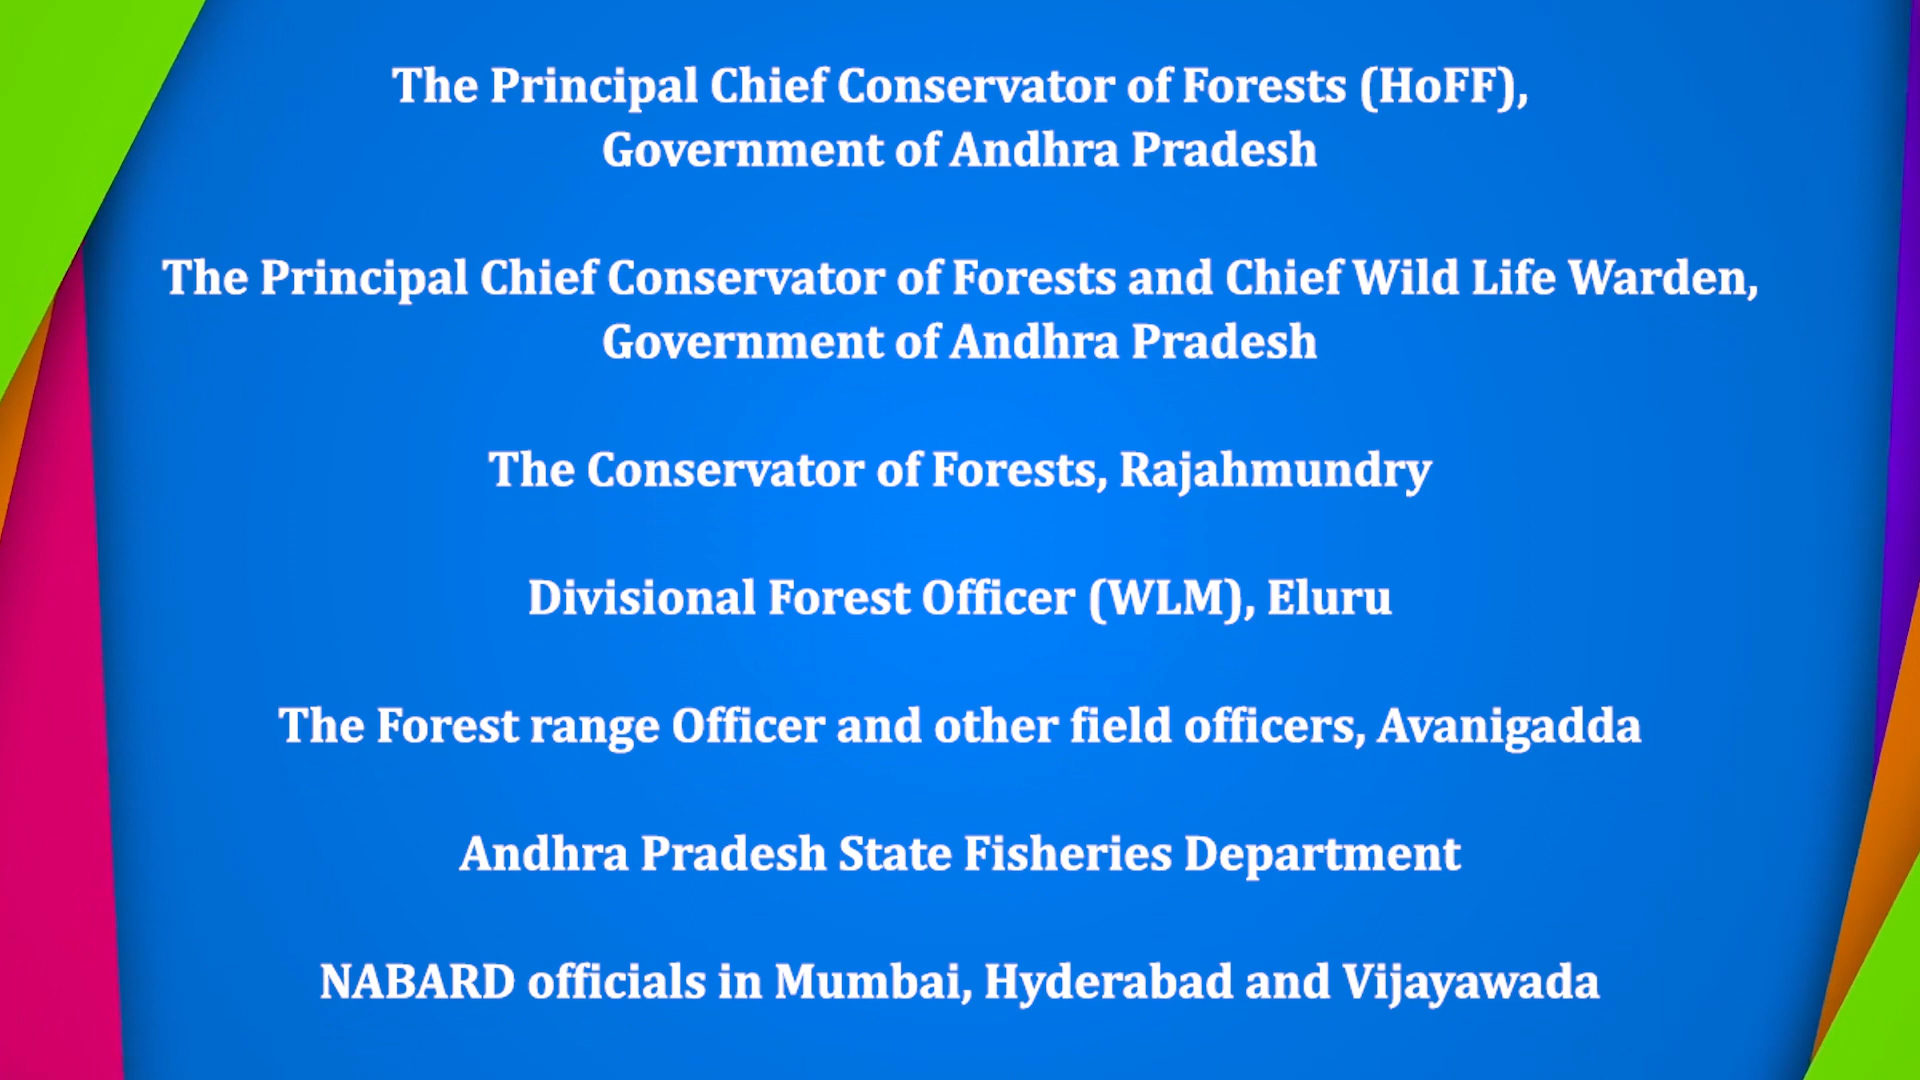 The Principal Chief Conservator of Forests (HoFF),
Government of Andhra Pradesh
The Principal Chief Conservator of Forests and Chief Wild Life Warden,
Government of Andhra Pradesh
The Conservator of Forests, Rajahmundry
Divisional Forest Officer (WLM), Eluru
The Forest range Officer and other field officers, Avanigadda
Andhra Pradesh State Fisheries Department
NABARD officials in Mumbai, Hyderabad and Vijayawada